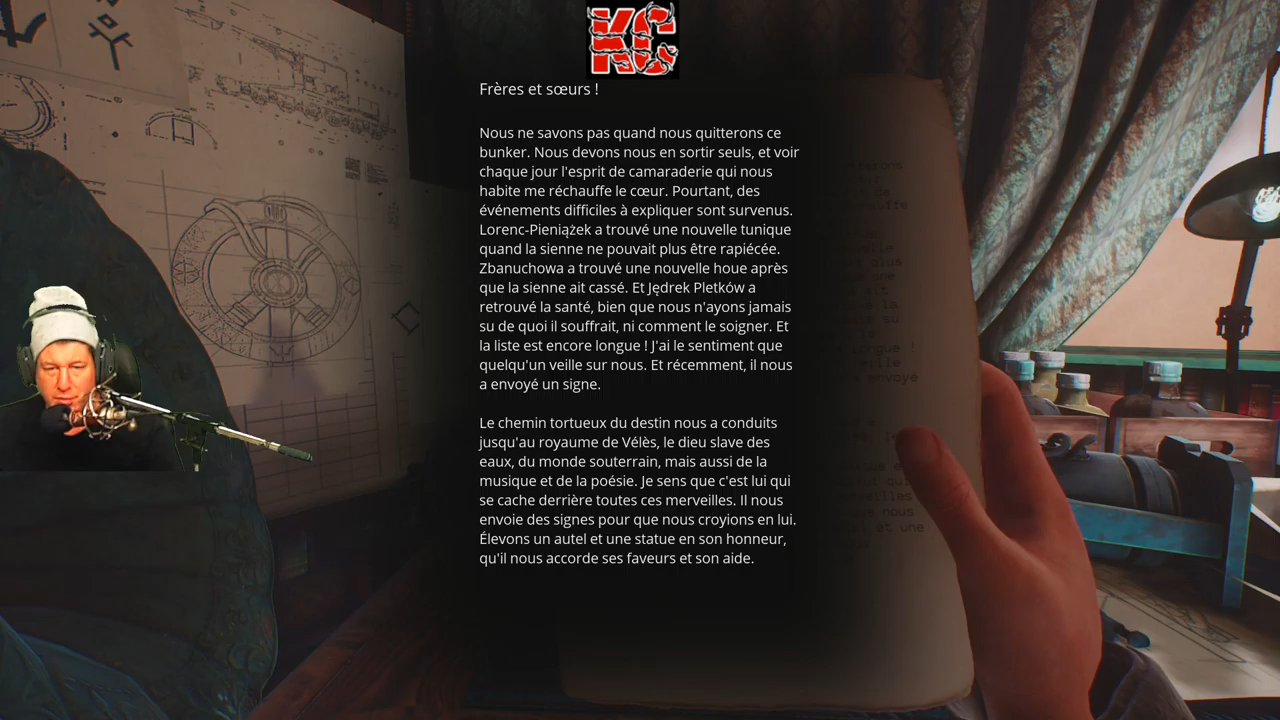 KC
Frères et sœurs !
Nous ne savons pas quand nous quitterons ce
bunker. Nous devons nous en sortir seuls, et voir
chaque jour l'esprit de camaraderie qui nous
habite me réchauffe le cœur. Pourtant, des
événements difficiles à expliquer sont survenus.
Lorenc-Pieniążek a trouvé une nouvelle tunique
quand la sienne ne pouvait plus être rapiécée.
Zbanuchowa a trouvé une nouvelle houe après
que la sienne ait cassé. Et Jędrek Pletków a
retrouvé la santé, bien que nous n'ayons jamais
su de quoi il souffrait, ni comment le soigner. Et
la liste est encore longue ! J'ai le sentiment que
quelqu'un veille sur nous. Et récemment, il nous
a envoyé un signe.
Le chemin tortueux du destin nous a conduits
jusqu'au royaume de Vélès, le dieu slave des
eaux, du monde souterrain, mais aussi de la
musique et de la poésie. Je sens que c'est lui qui
se cache derrière toutes ces merveilles. Il nous
envoie des signes pour que nous croyions en lui.
Élevons un autel et une statue en son honneur,
qu'il nous accorde ses faveurs et son aide.